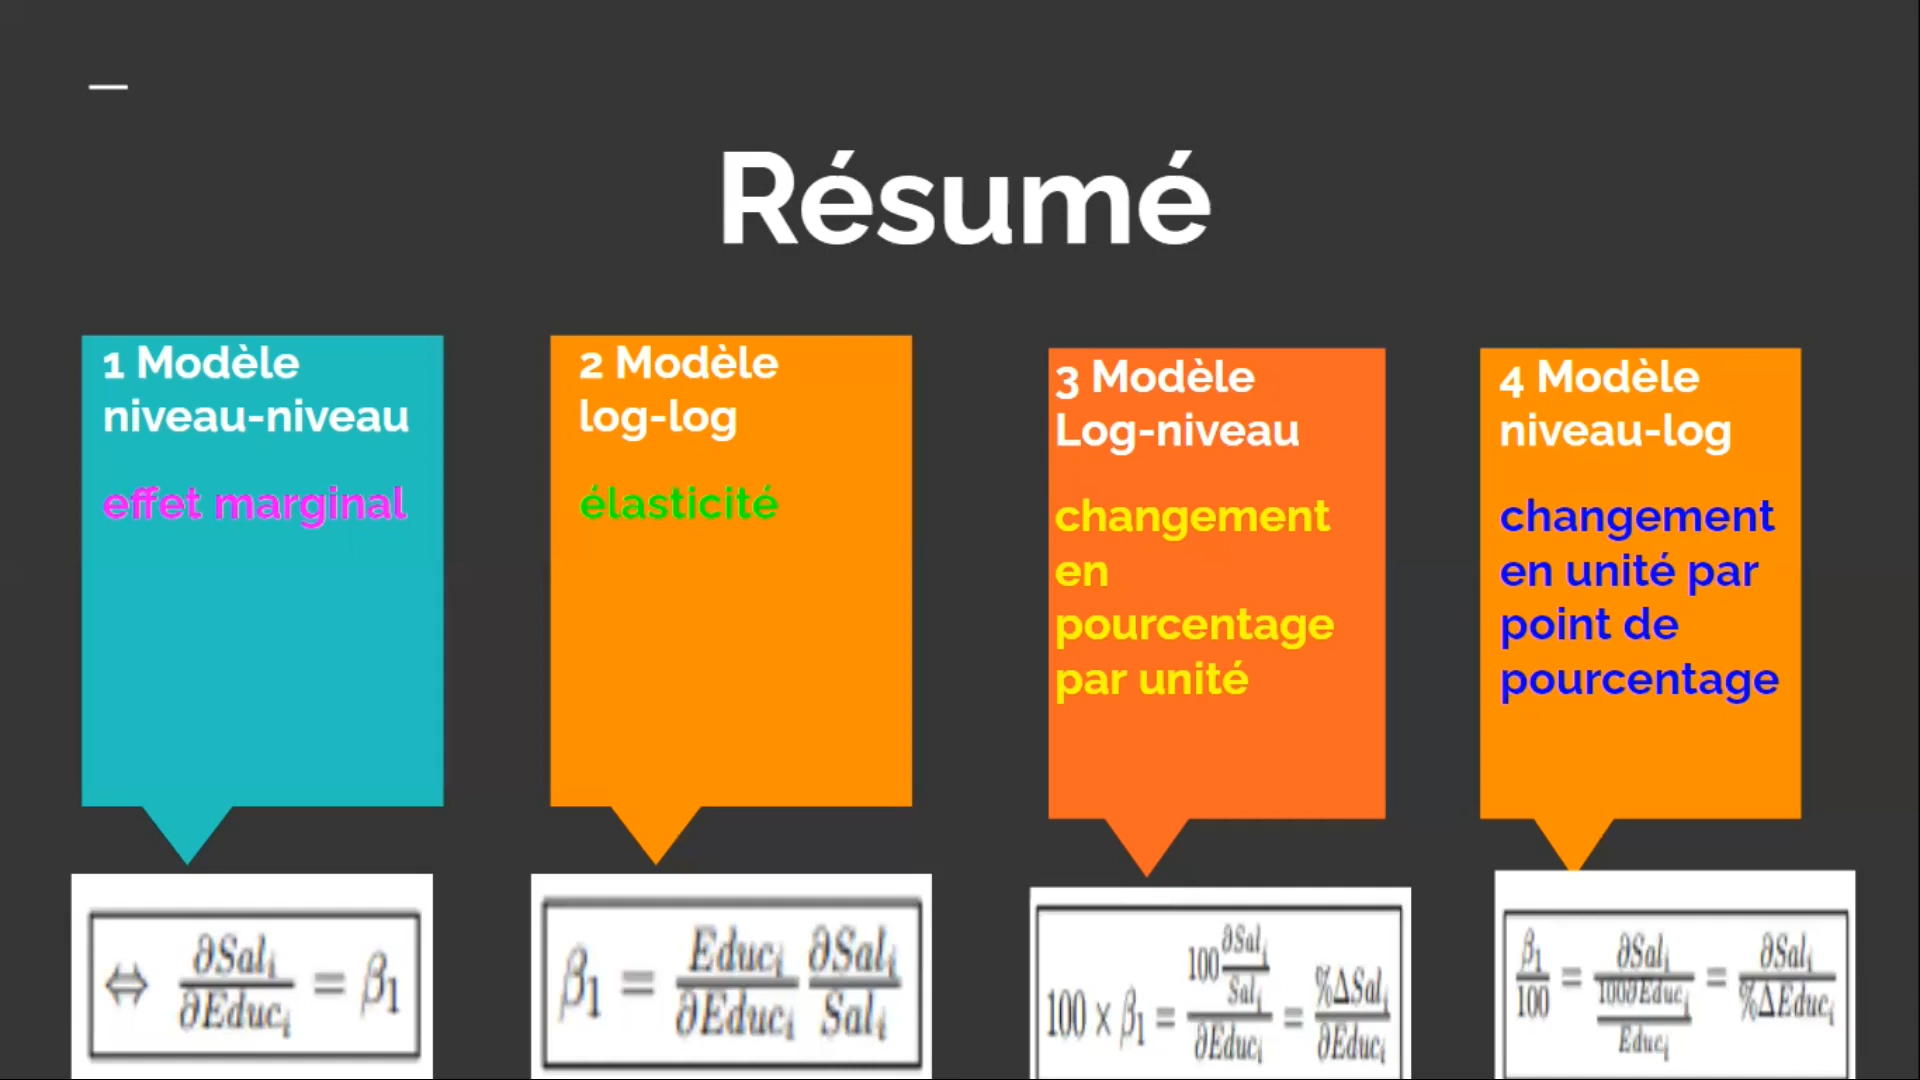 Résumé
1 Modèle
niveau-niveau
effet marginal
2 Modèle
log-log
élasticité
3 Modèle
Log-niveau
changement
en
pourcentage
par unité
4 Modèle
niveau-log
changement
en unité par
point de
pourcentage
⇔ ∂Sal_i / ∂Educ_i = β_1
β_1 = Educ_i / ∂Educ_i ∂Sal_i / Sal_i
100 × β_1 = 100 ∂Sal_i / Sal_i / ∂Educ_i = %ΔSal_i / ∂Educ_i
β_1 / 100 = ∂Sal_i / 100∂Educ_i / Educ_i = ∂Sal_i / %ΔEduc_i